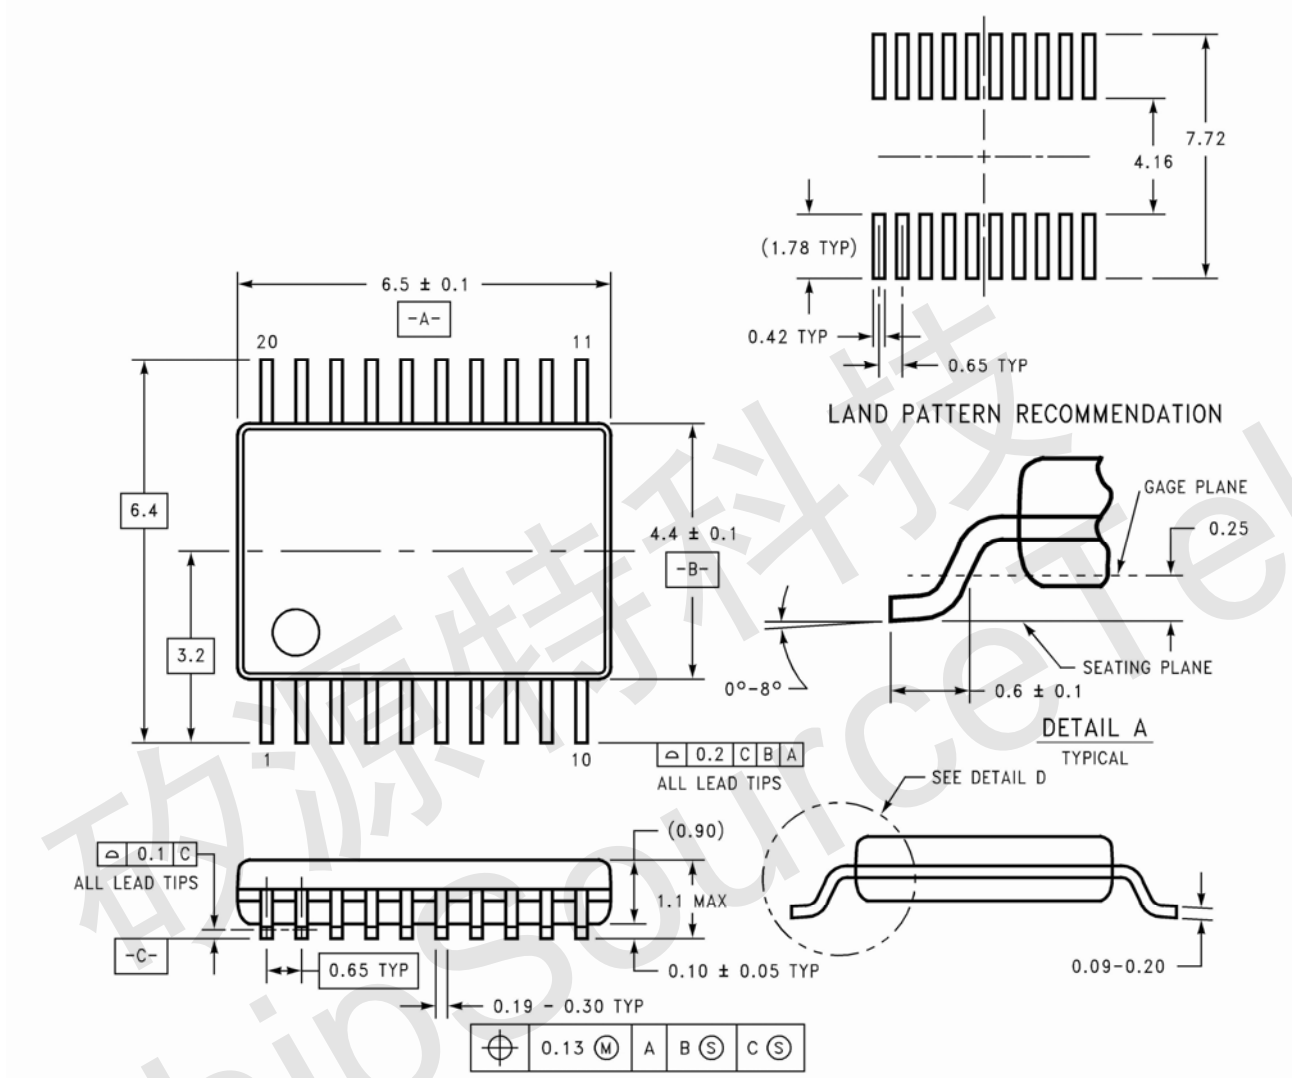 7.72
4.16
(1.78 TYP)
0.42 TYP
0.65 TYP
LAND PATTERN RECOMMENDATION
6.5 ± 0.1
-A-
20
11
6.4
3.2
4.4 ± 0.1
-B-
1
10
⌓ 0.2 C B A
ALL LEAD TIPS
GAGE PLANE
0.25
SEATING PLANE
0°-8°
0.6 ± 0.1
DETAIL A
TYPICAL
SEE DETAIL D
⌓ 0.1 C
ALL LEAD TIPS
-C-
(0.90)
1.1 MAX
0.65 TYP
0.10 ± 0.05 TYP
0.19 - 0.30 TYP
⌖ 0.13 Ⓜ A B Ⓢ C Ⓢ
0.09-0.20
矽源特科技
hipSourceTe